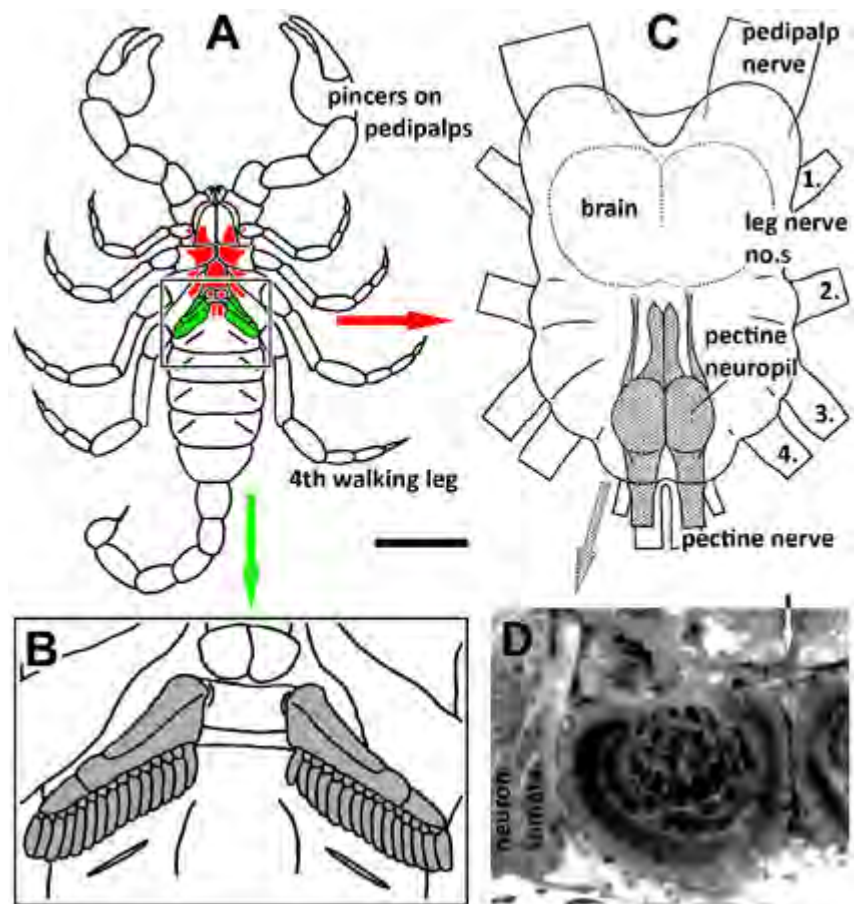 A
pincers on
pedipalps
4th walking leg
B
C
pedipalp
nerve
1.
brain
leg nerve
no.s
2.
pectine
neuropil
3.
4.
pectine nerve
D
neuron
somata